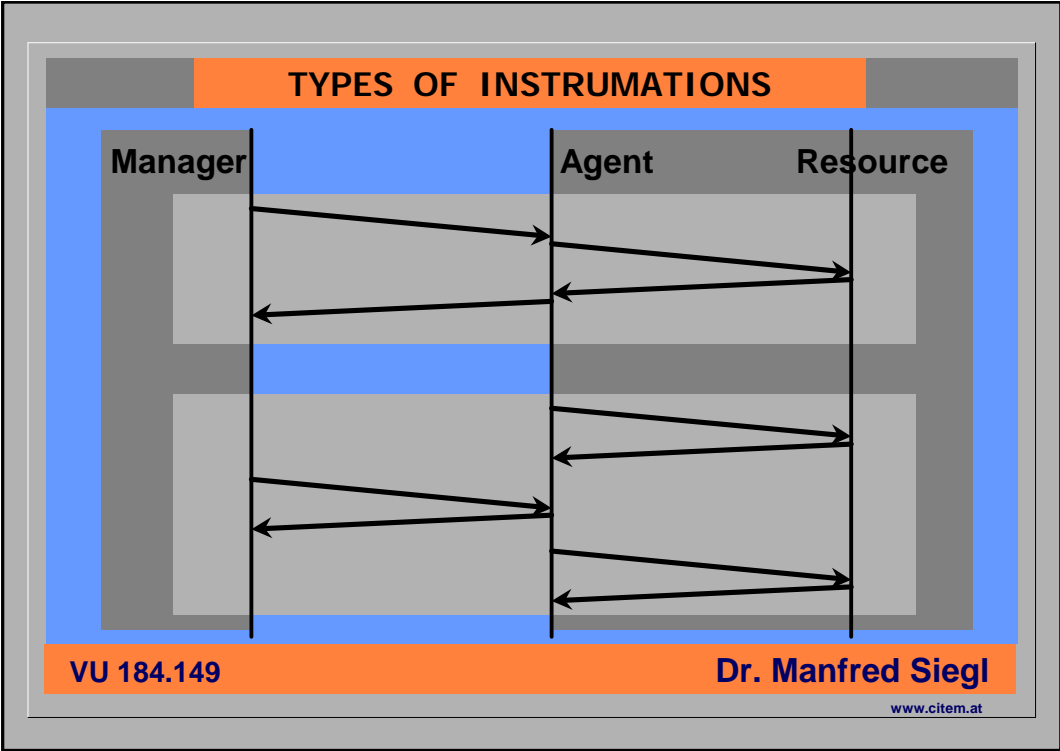 TYPES OF INSTRUMATIONS
Manager Agent Resource
VU 184.149 Dr. Manfred Siegl
www.citem.at